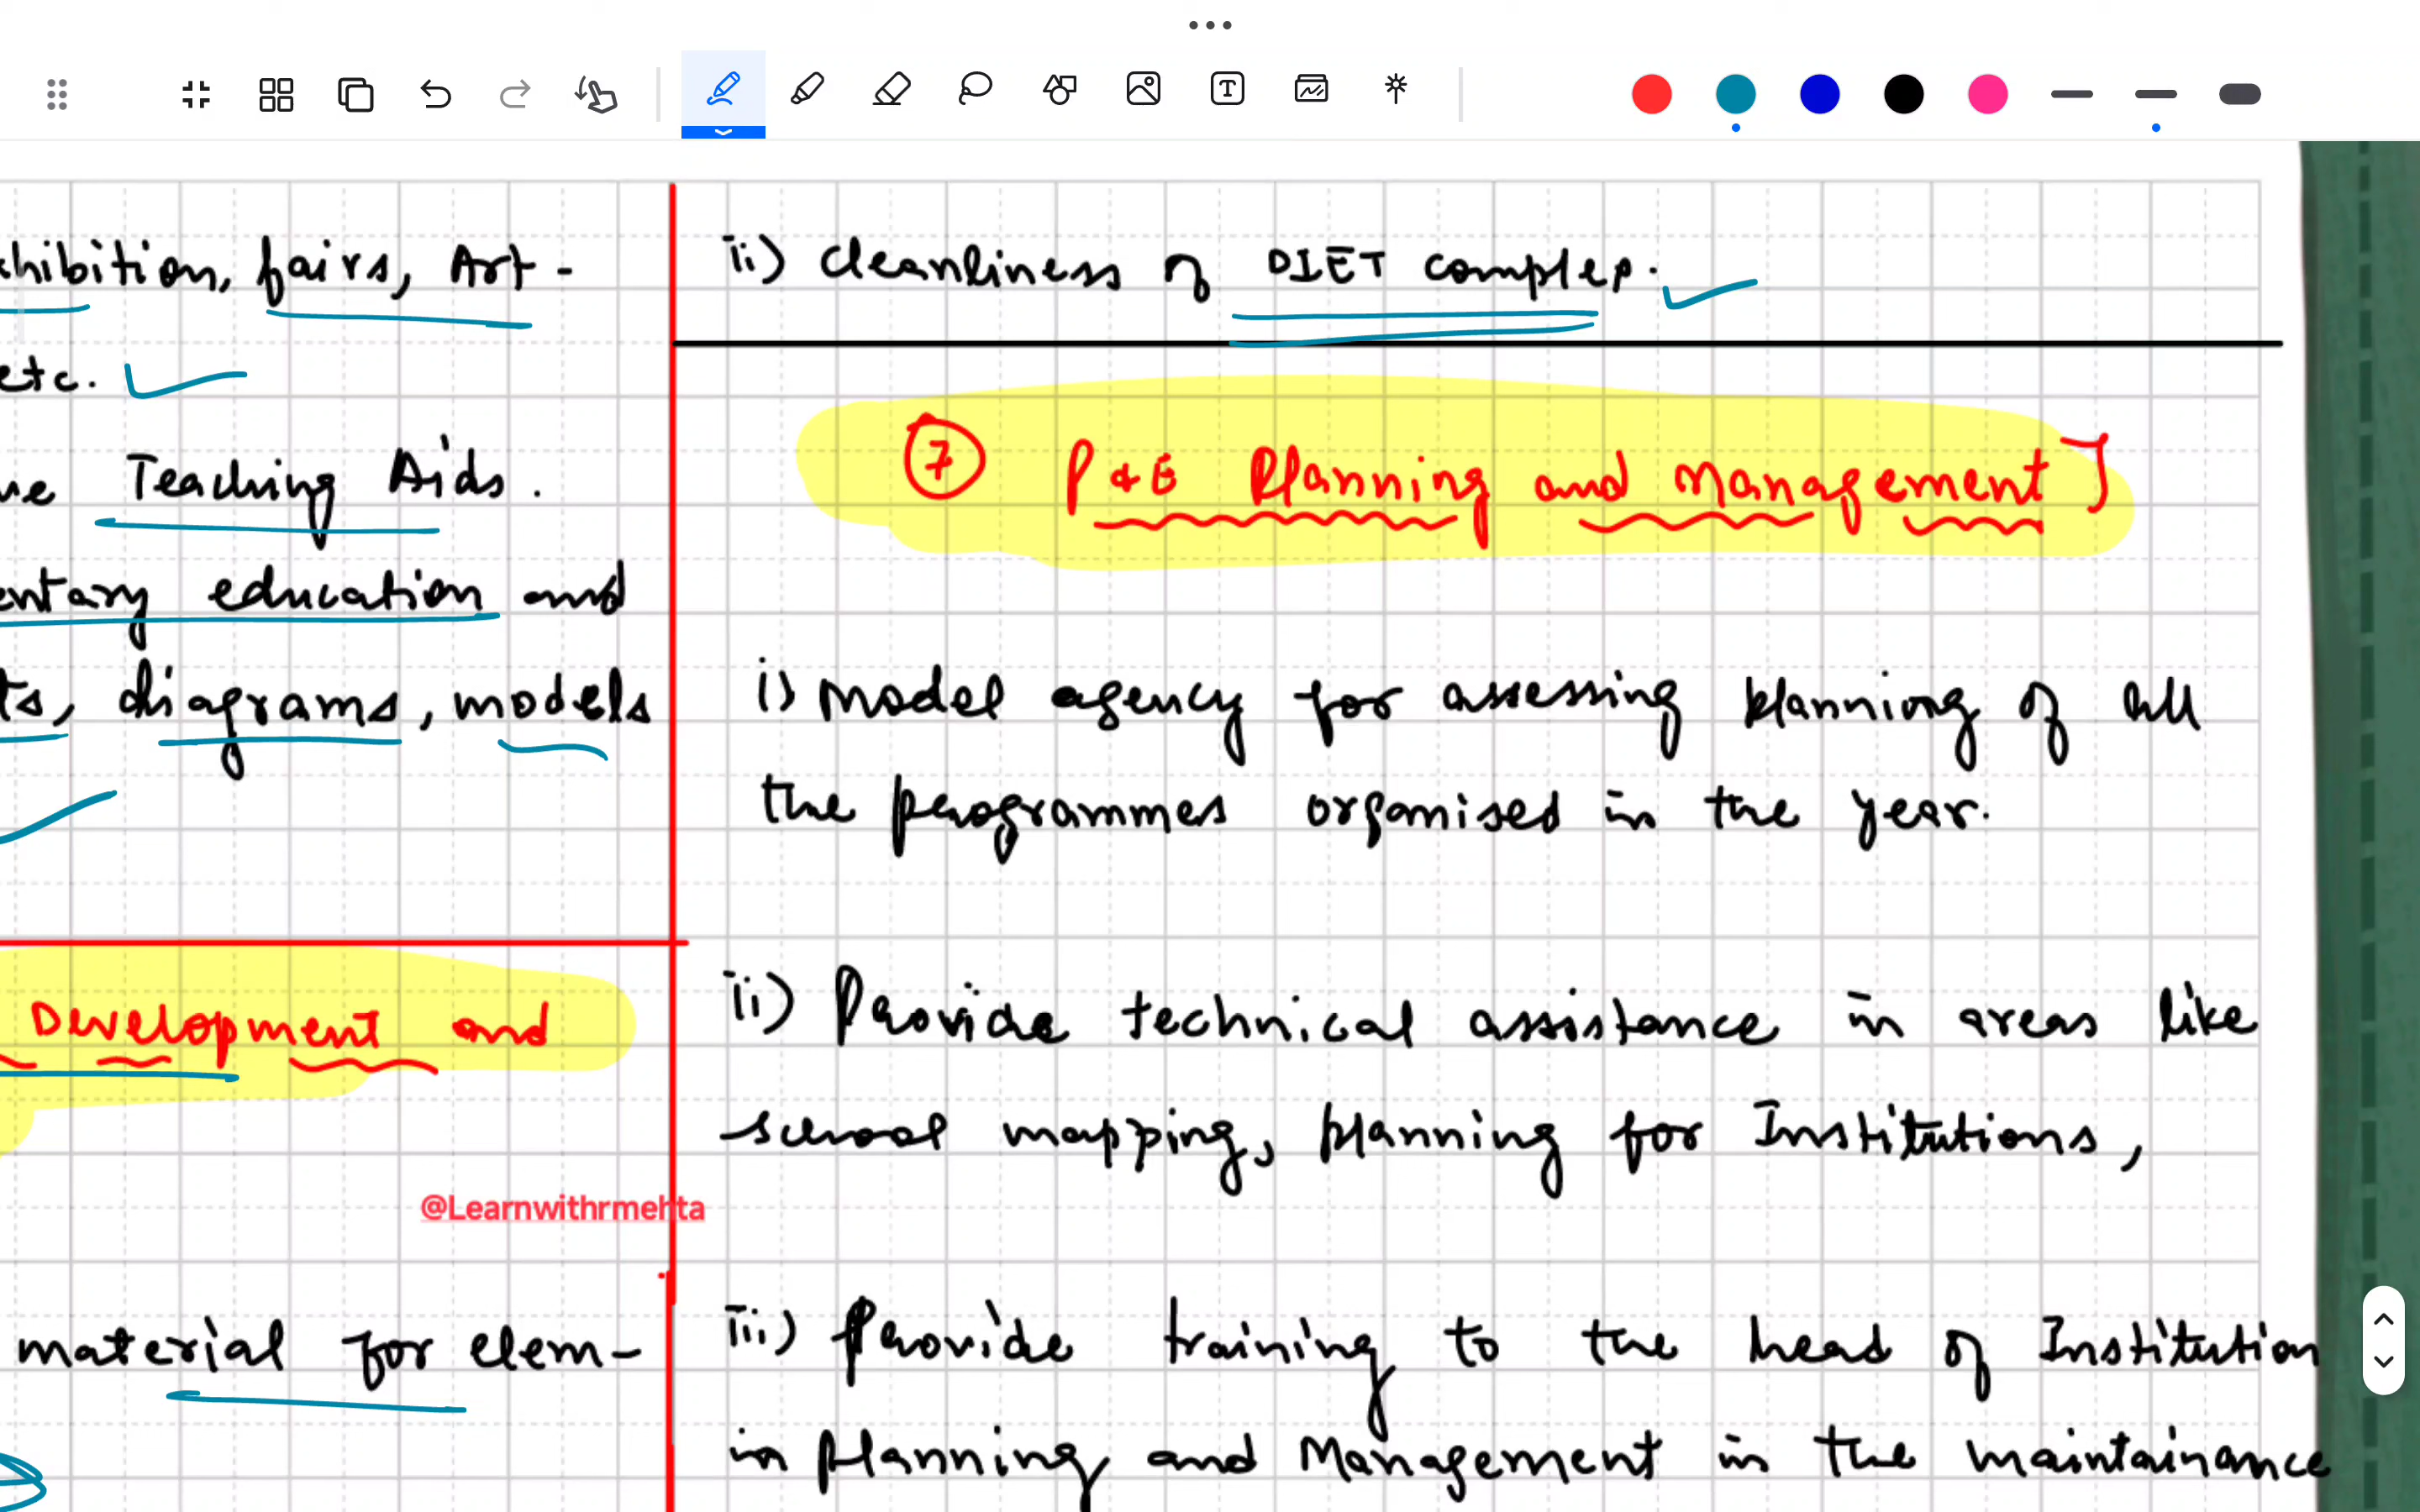 hibition, fairs, Art-
etc.
ue Teaching Aids.
entary education and
ts, diagrams, models
Development and
@Learnwithrmehta
material for elem-
ii) cleanliness of DIET complex.
7 P & E Planning and Management]
i) Model agency for assessing planning of all
the programmes organised in the year.
ii) Provide technical assistance in areas like
school mapping, planning for Institutions,
iii) Provide training to the head of Institution
in planning and Management in the maintainance